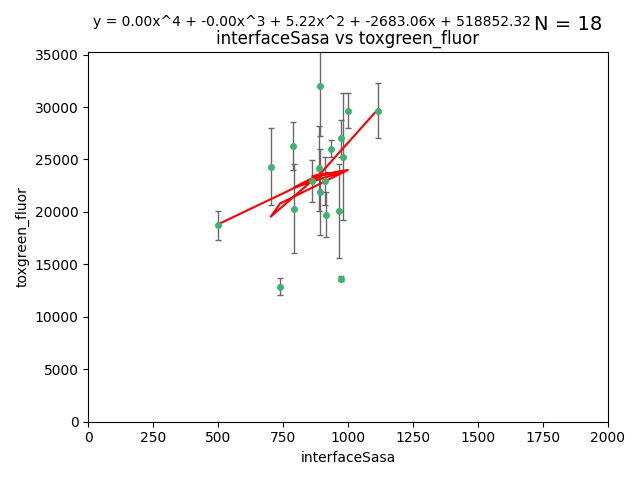 y = 0.00x^4 + -0.00x^3 + 5.22x^2 + -2683.06x + 518852.32
N = 18
interfaceSasa vs toxgreen_fluor
35000
30000
25000
20000
15000
10000
5000
0
toxgreen_fluor
0 250 500 750 1000 1250 1500 1750 2000
interfaceSasa